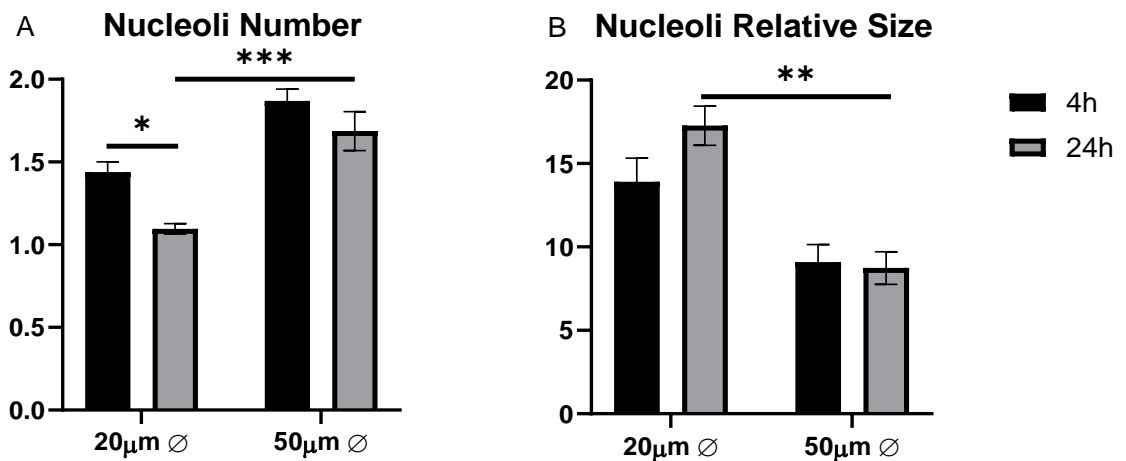 A Nucleoli Number
***
*
2.0
1.5
1.0
0.5
0.0
20μm ∅ 50μm ∅
B Nucleoli Relative Size
**
20
15
10
5
0
20μm ∅ 50μm ∅
4h
24h